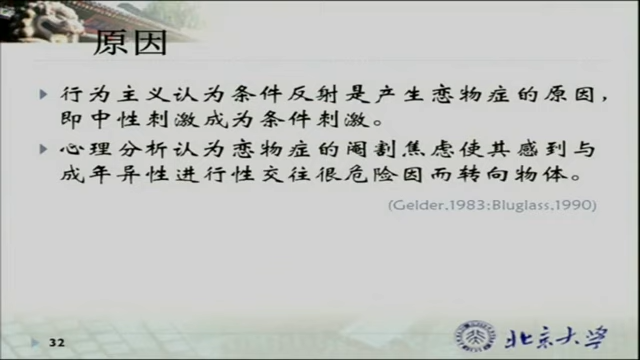 原因
行为主义认为条件反射是产生恋物症的原因，
即中性刺激成为条件刺激。
心理分析认为恋物症的阉割焦虑使其感到与
成年异性进行性交往很危险因而转向物体。
(Gelder,1983;Bluglass,1990)
32
北京大学